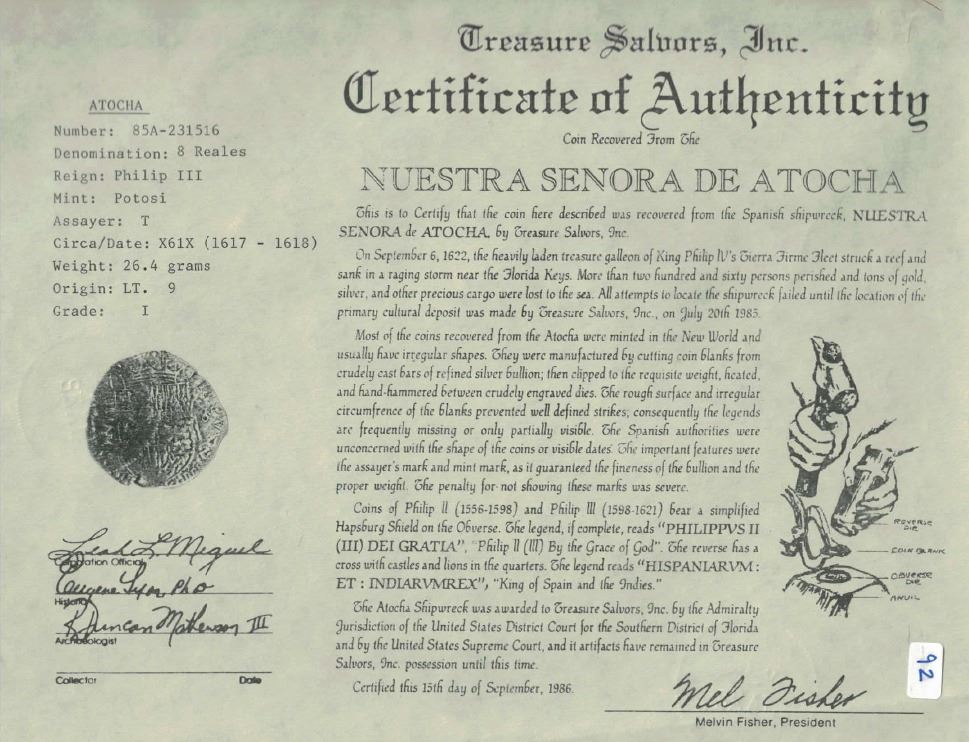 Treasure Salvors, Inc.
Certificate of Authenticity
Coin Recovered From The
NUESTRA SENORA DE ATOCHA
ATOCHA
Number: 85A-231516
Denomination: 8 Reales
Reign: Philip III
Mint: Potosi
Assayer: T
Circa/Date: X61X (1617 - 1618)
Weight: 26.4 grams
Origin: LT. 9
Grade: I
This is to Certify that the coin here described was recovered from the Spanish shipwreck, NUESTRA
SENORA de ATOCHA, by Treasure Salvors, Inc.
On September 6, 1622, the heavily laden treasure galleon of King Philip IV's Tierra Firme Fleet struck a reef and
sank in a raging storm near the Florida Keys. More than two hundred and sixty persons perished and tons of gold,
silver, and other precious cargo were lost to the sea. All attempts to locate the shipwreck failed until the location of the
primary cultural deposit was made by Treasure Salvors, Inc., on July 20th 1985.
Most of the coins recovered from the Atocha were minted in the New World and
usually have irregular shapes. They were manufactured by cutting coin blanks from
crudely cast bars of refined silver bullion; then clipped to the requisite weight, heated,
and hand-hammered between crudely engraved dies. The rough surface and irregular
circumfrence of the blanks prevented well defined strikes; consequently the legends
are frequently missing or only partially visible. The Spanish authorities were
unconcerned with the shape of the coins or visible dates. The important features were
the assayer's mark and mint mark, as it guaranteed the fineness of the bullion and the
proper weight. The penalty for not showing these marks was severe.
Coins of Philip II (1556-1598) and Philip III (1598-1621) bear a simplified
Hapsburg Shield on the Obverse. The legend, if complete, reads "PHILIPPVS II
(III) DEI GRATIA", "Philip II (III) By the Grace of God". The reverse has a
cross with castles and lions in the quarters. The legend reads "HISPANIARVM :
ET : INDIARVMREX", "King of Spain and the Indies."
The Atocha Shipwreck was awarded to Treasure Salvors, Inc. by the Admiralty
Jurisdiction of the United States District Court for the Southern District of Florida
and by the United States Supreme Court, and it artifacts have remained in Treasure
Salvors, Inc. possession until this time.
Certified this 15th day of September, 1986.
REVERSE DIE
COIN BLANK
OBVERSE DIE
ANVIL
Leah L. Miguel
Corporation Official
Eugene Lyon PhD
Historian
R. Duncan Mathewson III
Archaeologist
Collector Date
Mel Fisher
Melvin Fisher, President
92